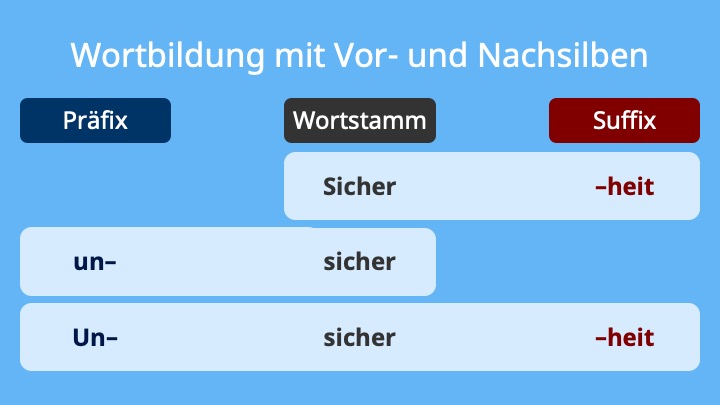 Wortbildung mit Vor- und Nachsilben
Präfix Wortstamm Suffix
Sicher –heit
un– sicher
Un– sicher –heit